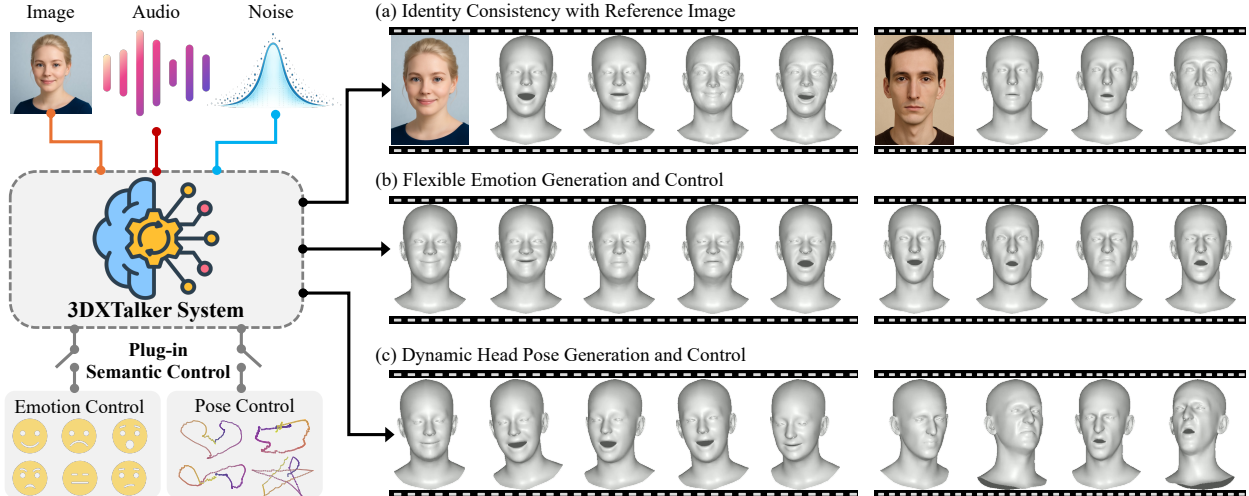 Image
Audio
Noise
3DXTalker System
Plug-in
Semantic Control
Emotion Control
Pose Control
(a) Identity Consistency with Reference Image
(b) Flexible Emotion Generation and Control
(c) Dynamic Head Pose Generation and Control